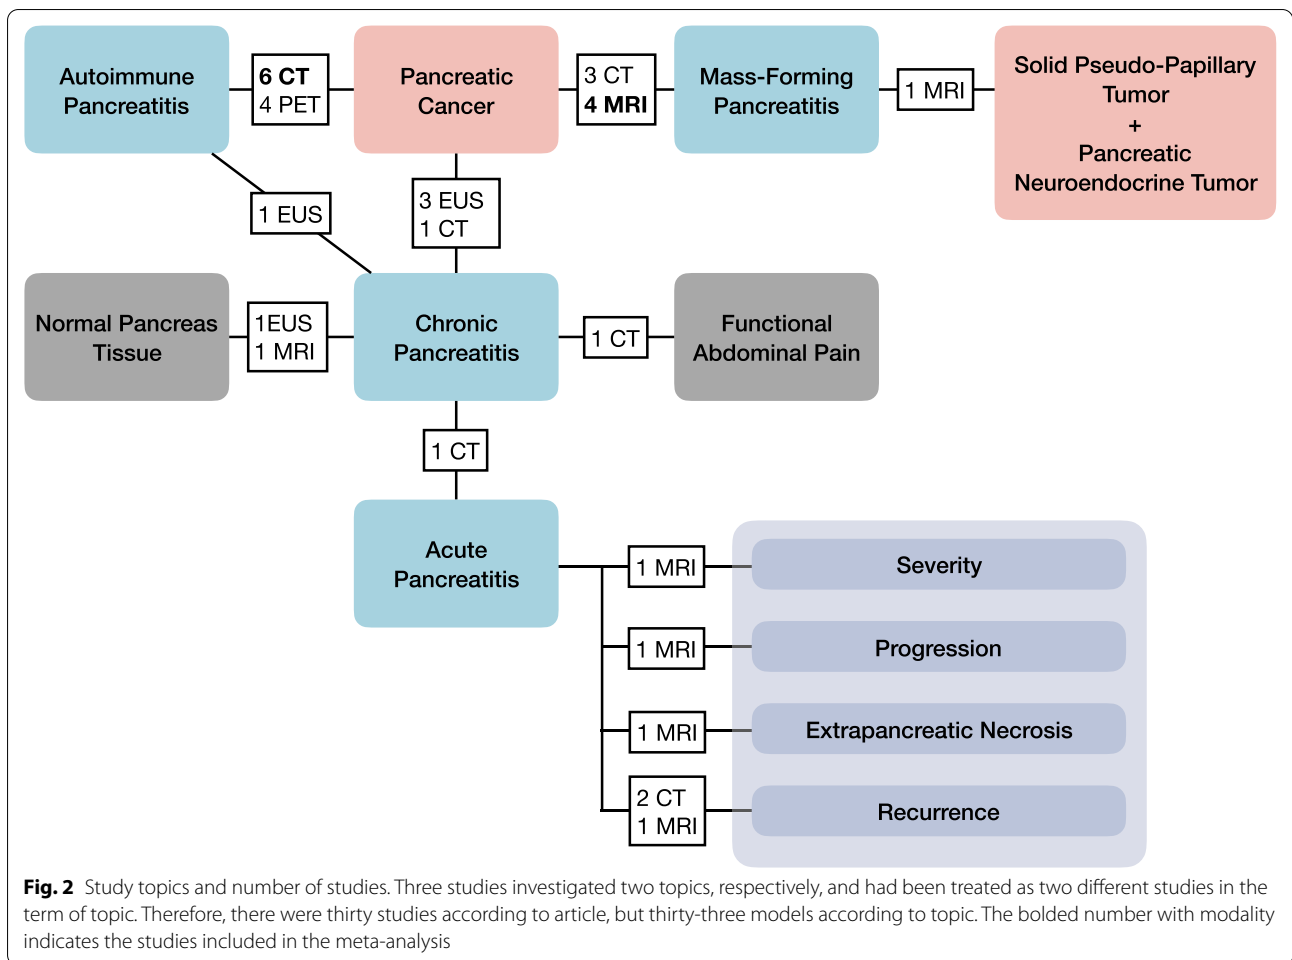 Autoimmune
Pancreatitis
6 CT
4 PET
Pancreatic
Cancer
3 CT
4 MRI
Mass-Forming
Pancreatitis
1 MRI
Solid Pseudo-Papillary
Tumor
+
Pancreatic
Neuroendocrine Tumor
1 EUS
3 EUS
1 CT
Normal Pancreas
Tissue
1EUS
1 MRI
Chronic
Pancreatitis
1 CT
Functional
Abdominal Pain
1 CT
Acute
Pancreatitis
1 MRI
Severity
1 MRI
Progression
1 MRI
Extrapancreatic Necrosis
2 CT
1 MRI
Recurrence
Fig. 2 Study topics and number of studies. Three studies investigated two topics, respectively, and had been treated as two different studies in the
term of topic. Therefore, there were thirty studies according to article, but thirty-three models according to topic. The bolded number with modality
indicates the studies included in the meta-analysis